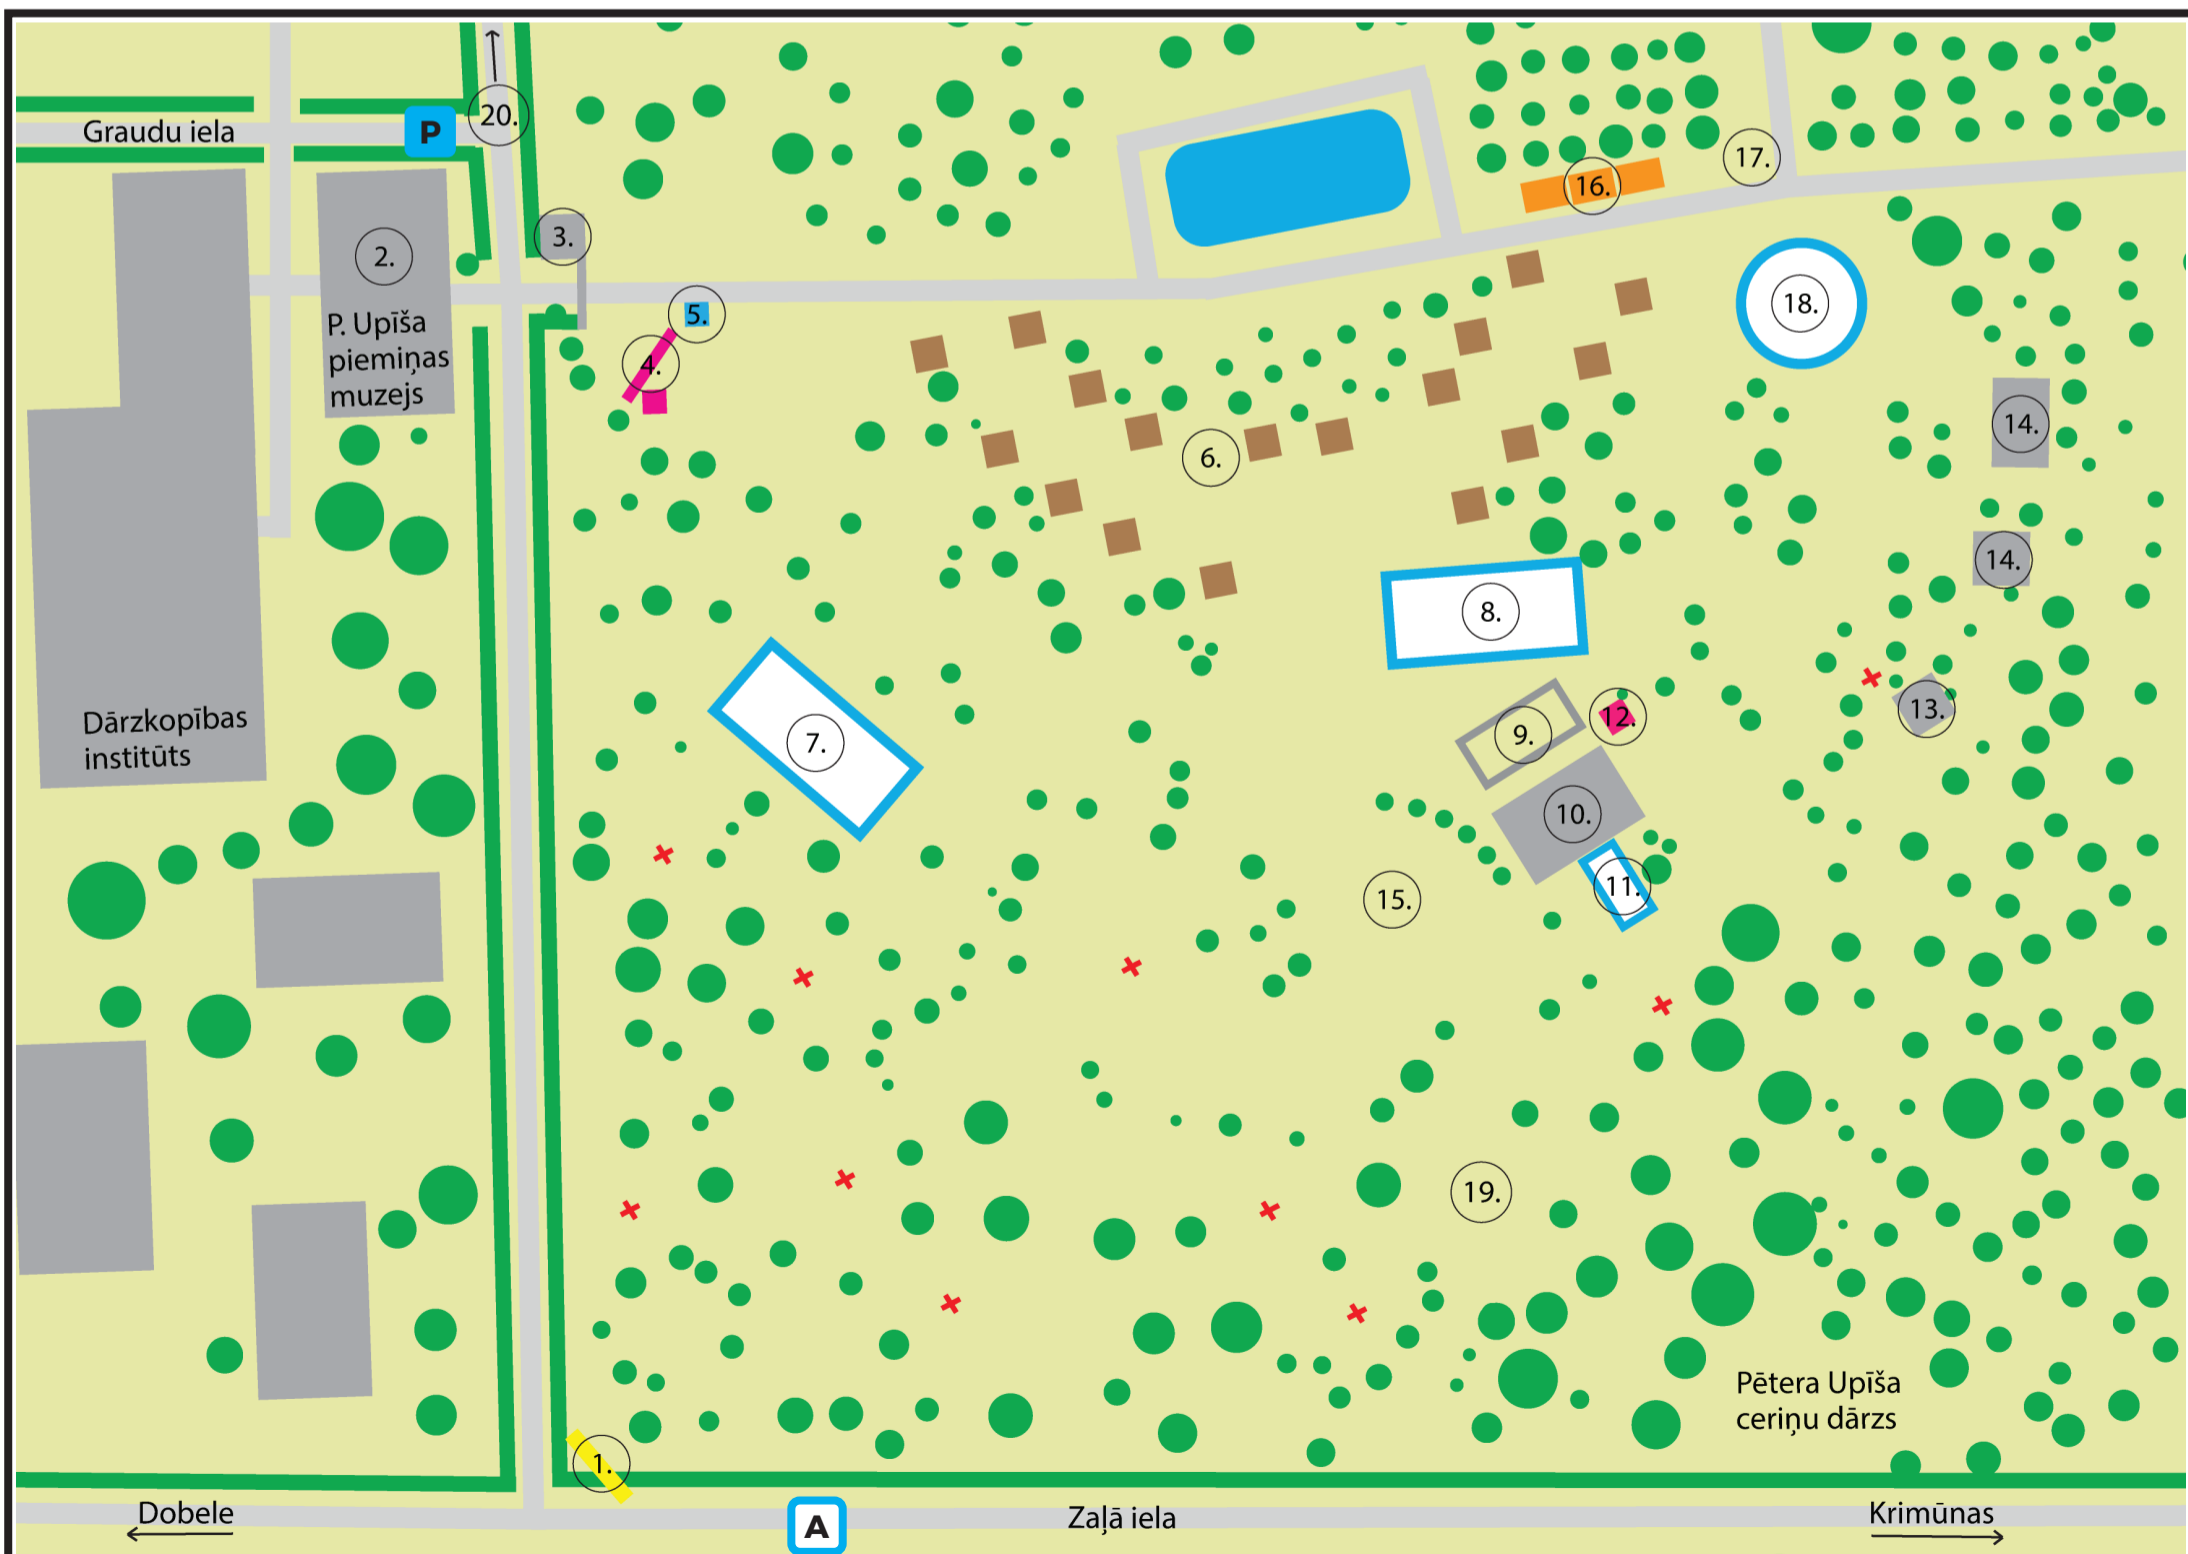 20.
Graudu iela
P
17.
16.
3.
2.
18.
5.
P. Upīša
piemiņas
muzejs
4.
14.
6.
14.
8.
13.
12.
Dārzkopības
institūts
9.
7.
10.
11.
15.
19.
Pētera Upīša
ceriņu dārzs
1.
Dobele
A
Zaļā iela
Krimūnas